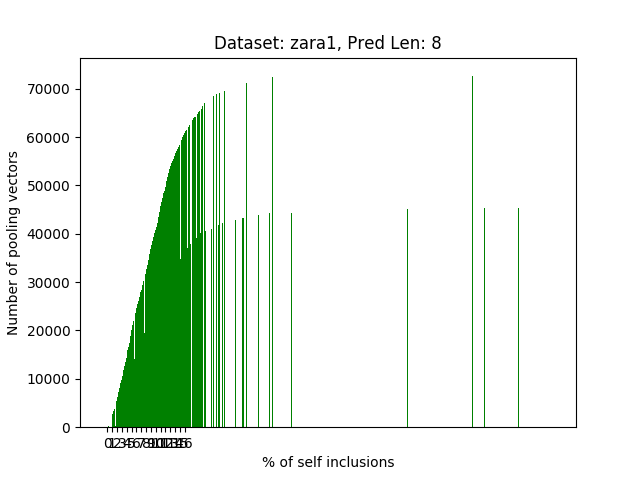 Dataset: zara1, Pred Len: 8
Number of pooling vectors
70000
60000
50000
40000
30000
20000
10000
0
% of self inclusions